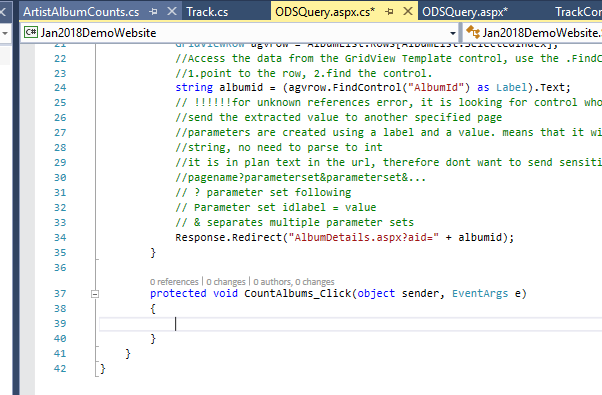 ArtistAlbumCounts.cs Track.cs ODSQuery.aspx.cs* ODSQuery.aspx* TrackCon
C# Jan2018DemoWebsite Jan2018DemoWebsite.
21 GridViewRow agvrow = AlbumList.Rows[AlbumList.SelectedIndex];
22 //Access the data from the GridView Template control, use the .FindC
23 //1.point to the row, 2.find the control.
24 string albumid = (agvrow.FindControl("AlbumId") as Label).Text;
25 // !!!!!!for unknown references error, it is looking for control who
26 //send the extracted value to another specified page
27 //parameters are created using a label and a value. means that it wi
28 //string, no need to parse to int
29 //it is in plan text in the url, therefore dont want to send sensiti
30 //pagename?parameterset&parameterset&...
31 // ? parameter set following
32 // Parameter set idlabel = value
33 // & separates multiple parameter sets
34 Response.Redirect("AlbumDetails.aspx?aid=" + albumid);
35 }
36
0 references | 0 changes | 0 authors, 0 changes
37 protected void CountAlbums_Click(object sender, EventArgs e)
38 {
39
40 }
41 }
42 }